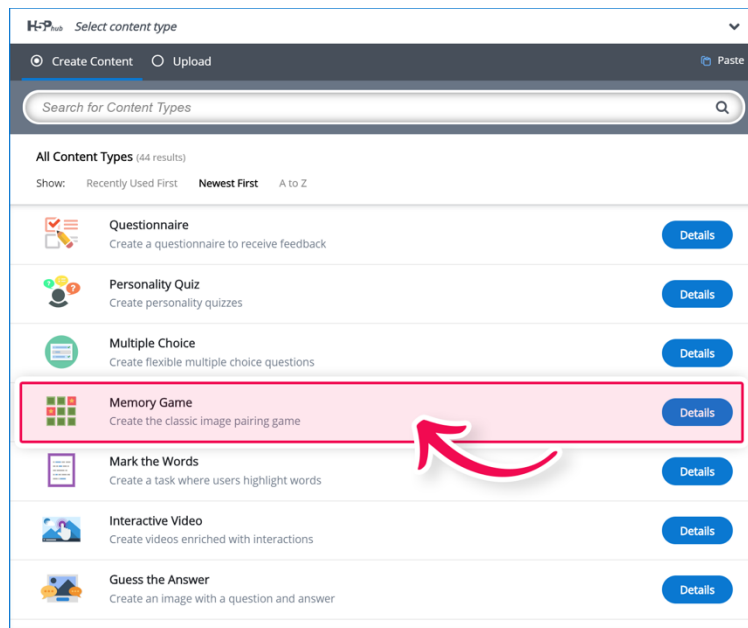 H5P hub Select content type
Create Content Upload Paste
Search for Content Types
All Content Types (44 results)
Show: Recently Used First Newest First A to Z
Questionnaire
Create a questionnaire to receive feedback
Details
Personality Quiz
Create personality quizzes
Details
Multiple Choice
Create flexible multiple choice questions
Details
Memory Game
Create the classic image pairing game
Details
Mark the Words
Create a task where users highlight words
Details
Interactive Video
Create videos enriched with interactions
Details
Guess the Answer
Create an image with a question and answer
Details